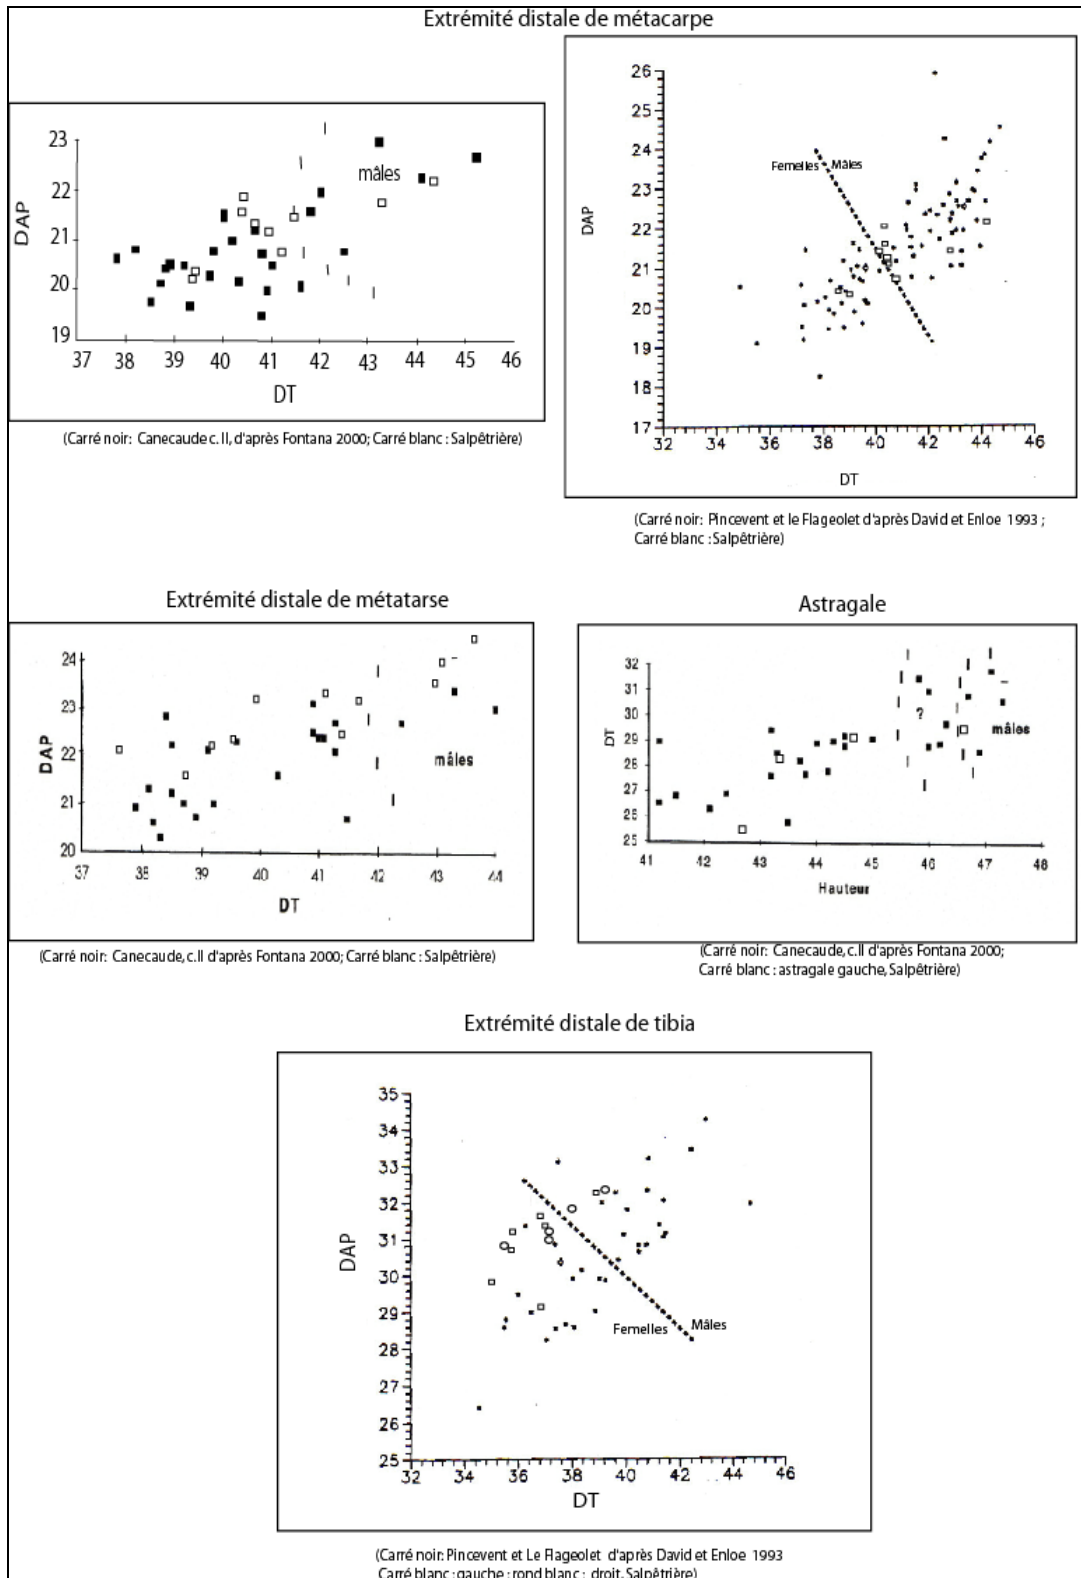 Extrémité distale de métacarpe
23
22
21
20
19
DAP
mâles
37 38 39 40 41 42 43 44 45 46
DT
(Carré noir: Canecaude c. II, d'après Fontana 2000; Carré blanc : Salpêtrière)
26
25
24
23
22
21
20
19
18
17
DAP
Femelles Mâles
32 34 36 38 40 42 44 46
DT
(Carré noir: Pincevent et le Flageolet d'après David et Enloe 1993 ;
Carré blanc : Salpêtrière)
Extrémité distale de métatarse
24
23
22
21
20
DAP
mâles
37 38 39 40 41 42 43 44
DT
(Carré noir: Canecaude, c.II d'après Fontana 2000; Carré blanc : Salpêtrière)
Astragale
32
31
30
29
28
26
25
DT
?
mâles
41 42 43 44 45 46 47 48
Hauteur
(Carré noir: Canecaude, c.II d'après Fontana 2000;
Carré blanc : astragale gauche, Salpêtrière)
Extrémité distale de tibia
35
34
33
32
31
30
29
28
27
26
25
DAP
Femelles Mâles
32 34 36 38 40 42 44 46
DT
(Carré noir: Pincevent et Le Flageolet d'après David et Enloe 1993
Carré blanc : gauche ; rond blanc : droit, Salpêtrière)